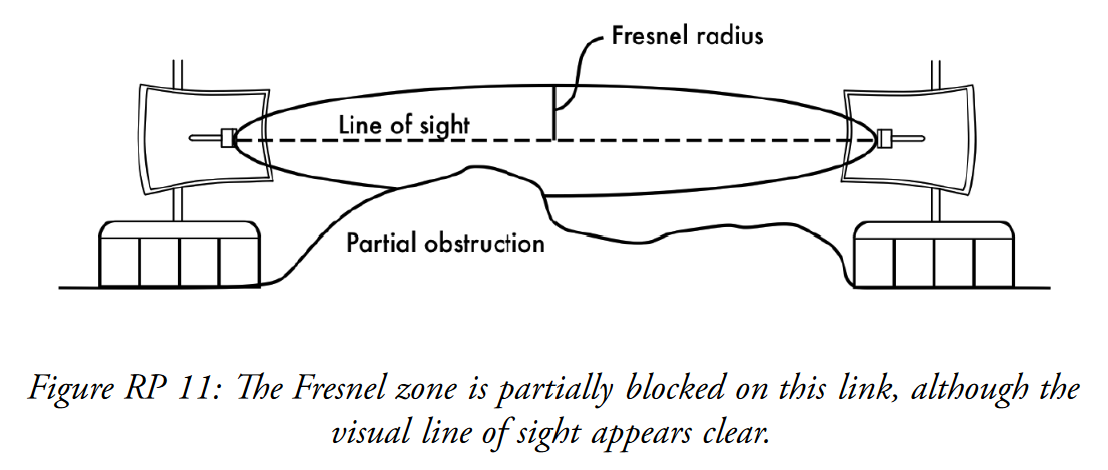 Fresnel radius
Line of sight
Partial obstruction
Figure RP 11: The Fresnel zone is partially blocked on this link, although the
visual line of sight appears clear.